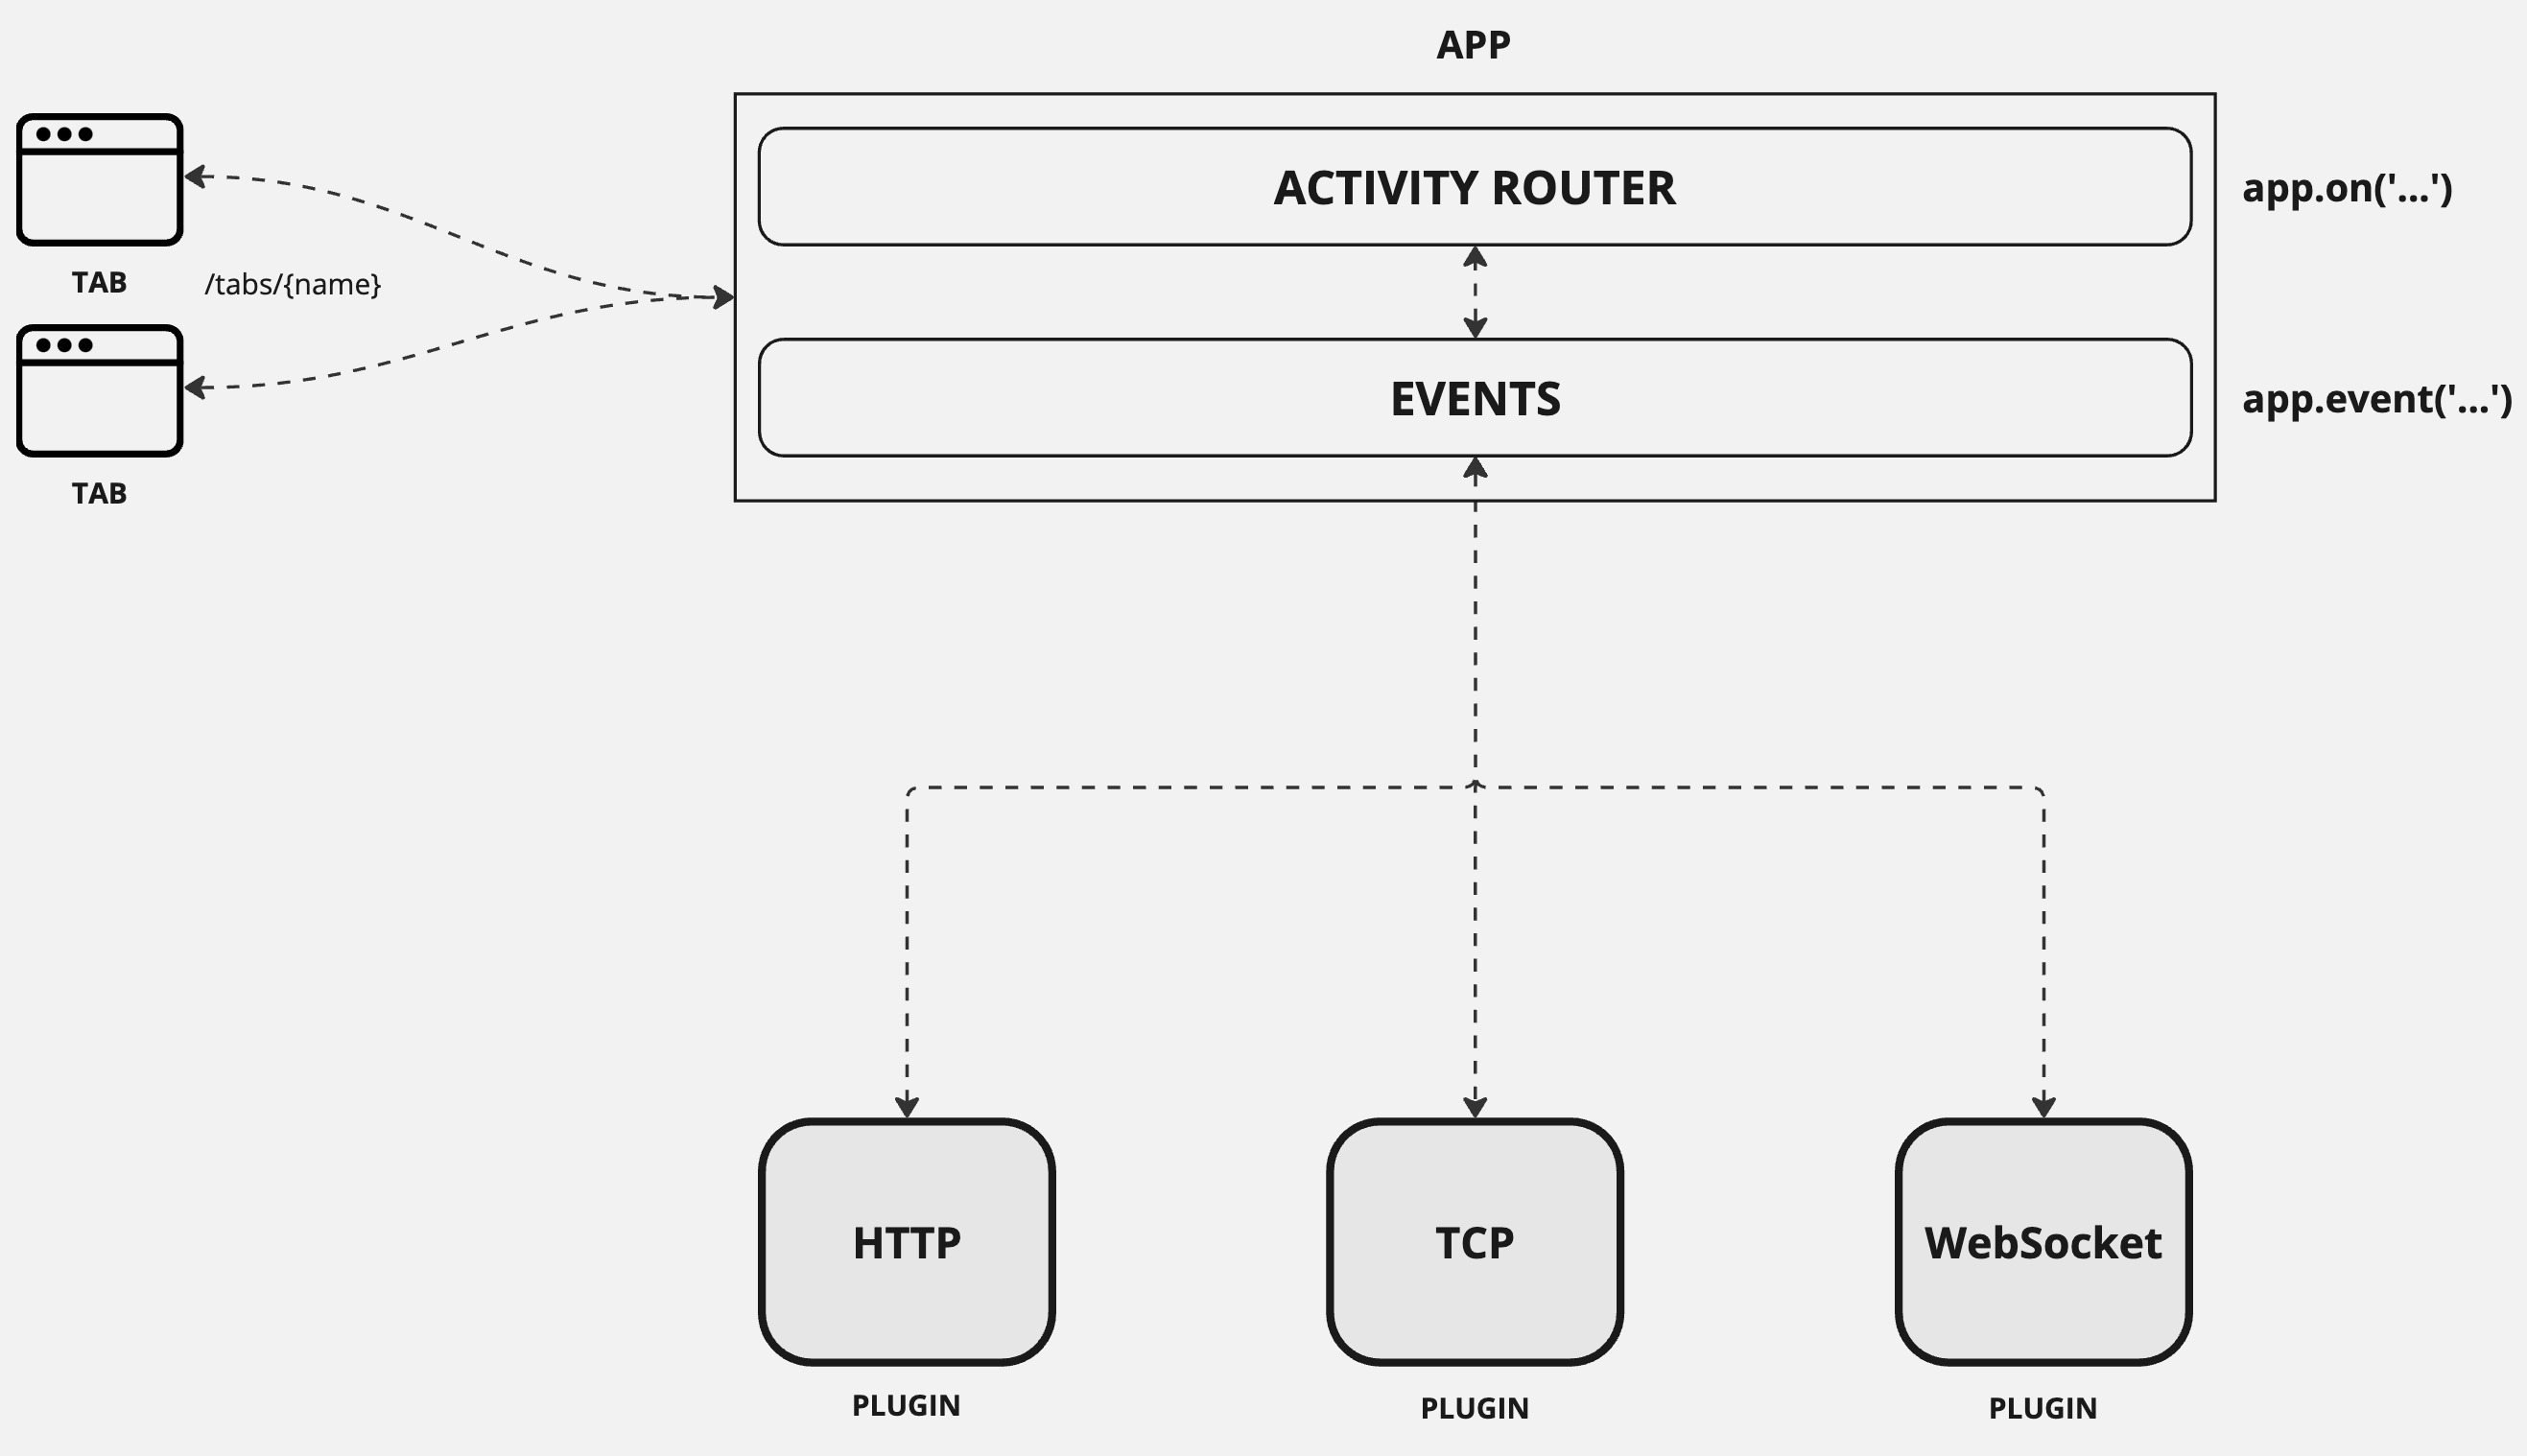 APP
ACTIVITY ROUTER
app.on('...')
TAB
/tabs/{name}
EVENTS
app.event('...')
TAB
HTTP
TCP
WebSocket
PLUGIN
PLUGIN
PLUGIN